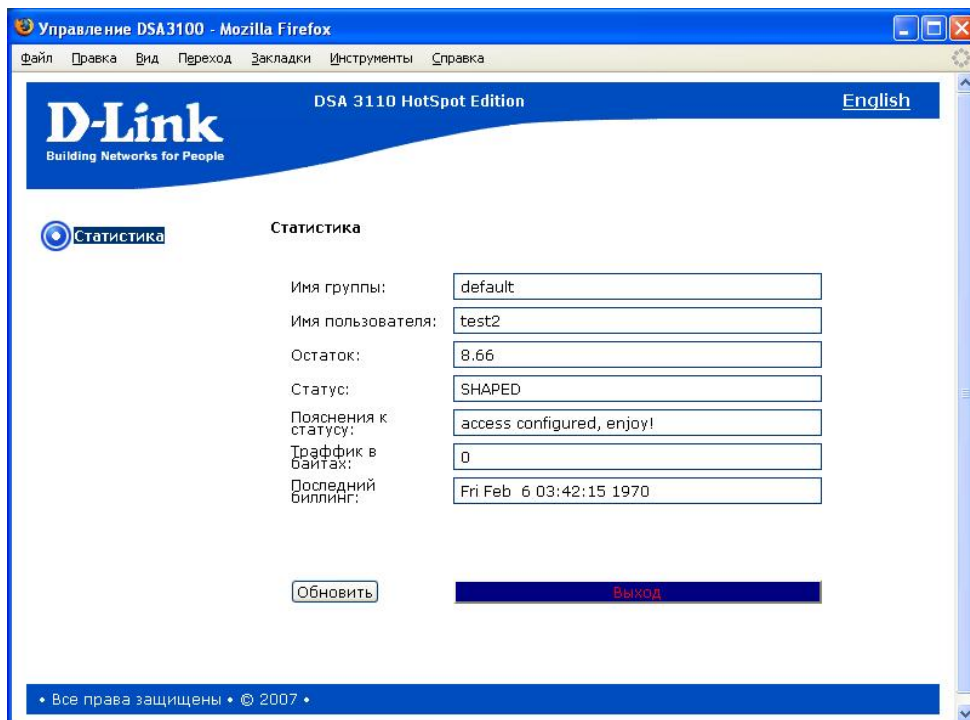 Управление DSA3100 - Mozilla Firefox
Файл Правка Вид Переход Закладки Инструменты Справка
DSA 3110 HotSpot Edition
English
D-Link
Building Networks for People
Статистика
Статистика
Имя группы: default
Имя пользователя: test2
Остаток: 8.66
Статус: SHAPED
Пояснения к
статусу:
access configured, enjoy!
Траффик в
байтах:
0
Последний
биллинг:
Fri Feb 6 03:42:15 1970
Обновить Выход
• Все права защищены • © 2007 •